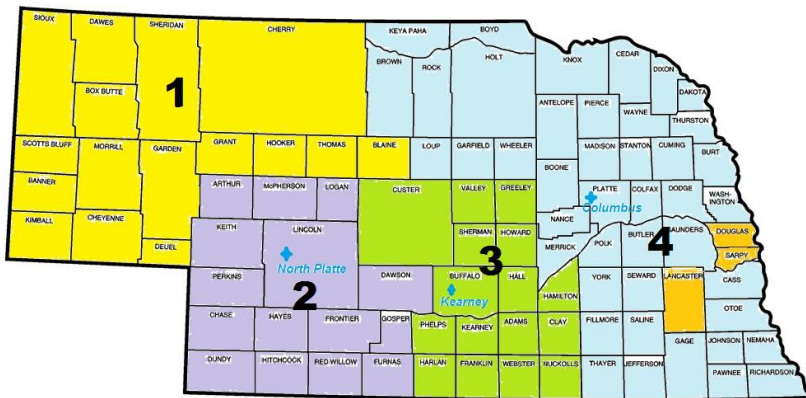 SIOUX
DAWES
SHERIDAN
CHERRY
KEYA PAHA
BOYD
BROWN
ROCK
HOLT
KNOX
CEDAR
DIXON
DAKOTA
BOX BUTTE
1
ANTELOPE
PIERCE
WAYNE
THURSTON
SCOTTS BLUFF
MORRILL
GARDEN
GRANT
HOOKER
THOMAS
BLAINE
LOUP
GARFIELD
WHEELER
BOONE
MADISON
STANTON
CUMING
BURT
BANNER
ARTHUR
McPHERSON
LOGAN
CUSTER
VALLEY
GREELEY
PLATTE
COLFAX
DODGE
WASH-
INGTON
Columbus
KIMBALL
CHEYENNE
DEUEL
KEITH
LINCOLN
North Platte
SHERMAN
HOWARD
NANCE
MERRICK
POLK
BUTLER
4
SAUNDERS
DOUGLAS
SARPY
PERKINS
2
DAWSON
BUFFALO
3
Kearney
HALL
HAMILTON
YORK
SEWARD
LANCASTER
CASS
OTOE
CHASE
HAYES
FRONTIER
GOSPER
PHELPS
KEARNEY
ADAMS
CLAY
FILLMORE
SALINE
GAGE
JOHNSON
NEMAHA
DUNDY
HITCHCOCK
RED WILLOW
FURNAS
HARLAN
FRANKLIN
WEBSTER
NUCKOLLS
THAYER
JEFFERSON
PAWNEE
RICHARDSON